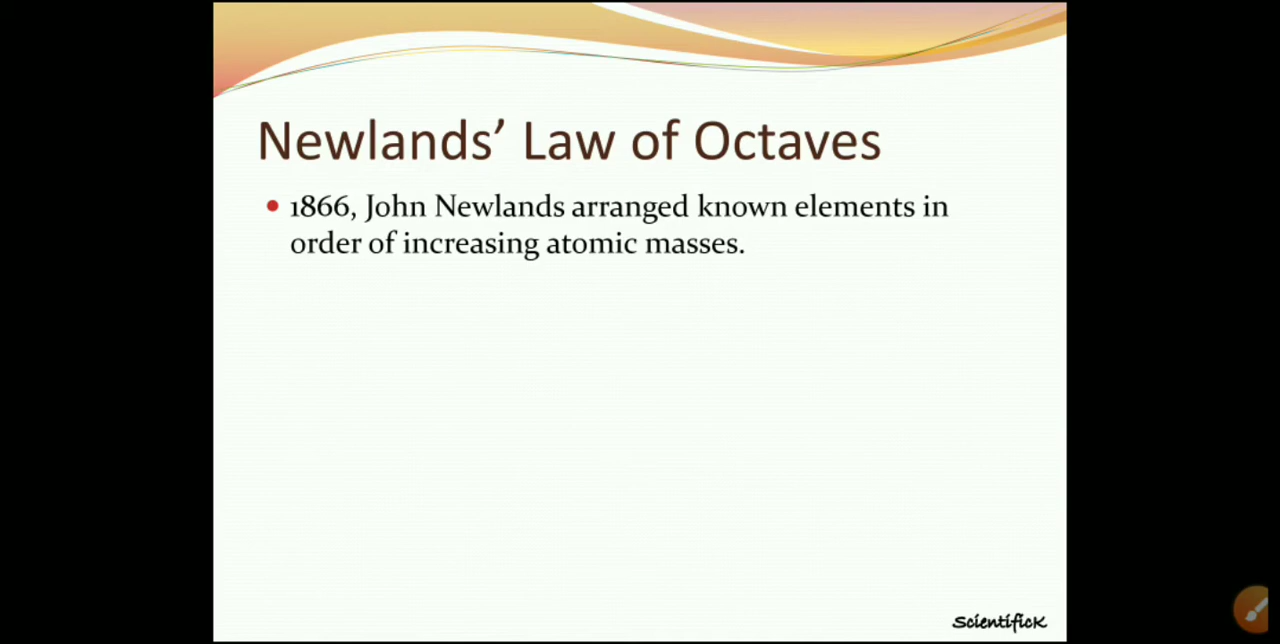 Newlands’ Law of Octaves
• 1866, John Newlands arranged known elements in
order of increasing atomic masses.
ScientificK